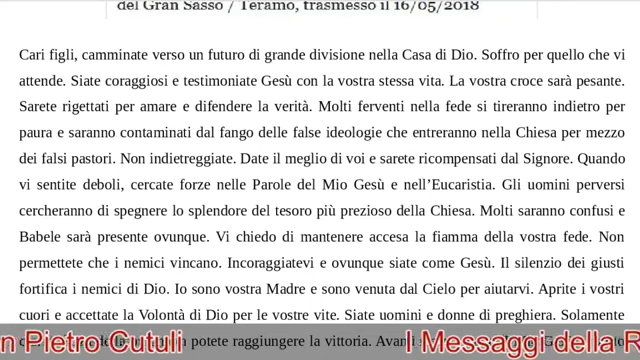 del Gran Sasso / Teramo, trasmesso il 16/05/2018
Cari figli, camminate verso un futuro di grande divisione nella Casa di Dio. Soffro per quello che vi
attende. Siate coraggiosi e testimoniate Gesù con la vostra stessa vita. La vostra croce sarà pesante.
Sarete rigettati per amare e difendere la verità. Molti ferventi nella fede si tireranno indietro per
paura e saranno contaminati dal fango delle false ideologie che entreranno nella Chiesa per mezzo
dei falsi pastori. Non indietreggiate. Date il meglio di voi e sarete ricompensati dal Signore. Quando
vi sentite deboli, cercate forze nelle Parole del Mio Gesù e nell’Eucaristia. Gli uomini perversi
cercheranno di spegnere lo splendore del tesoro più prezioso della Chiesa. Molti saranno confusi e
Babele sarà presente ovunque. Vi chiedo di mantenere accesa la fiamma della vostra fede. Non
permettete che i nemici vincano. Incoraggiatevi e ovunque siate come Gesù. Il silenzio dei giusti
fortifica i nemici di Dio. Io sono vostra Madre e sono venuta dal Cielo per aiutarvi. Aprite i vostri
cuori e accettate la Volontà di Dio per le vostre vite. Siate uomini e donne di preghiera. Solamente
potete raggiungere la vittoria.
n Pietro Cutuli I Messaggi della R